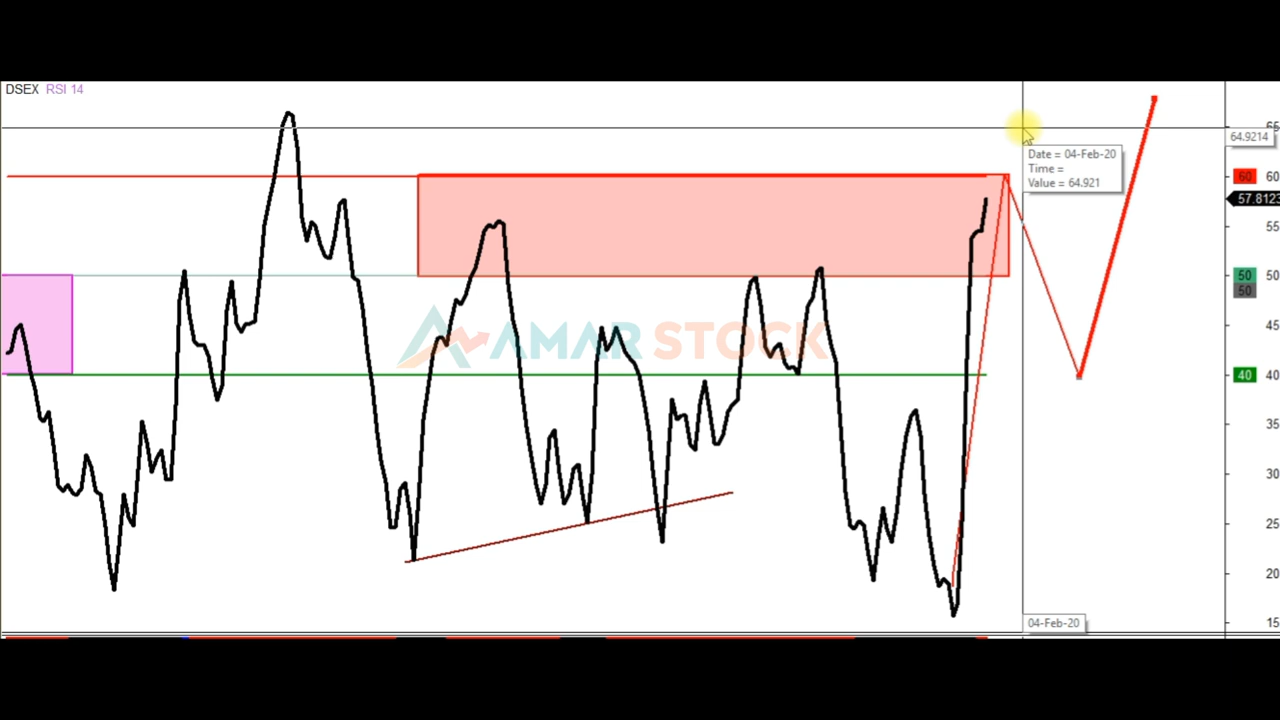 DSEX RSI 14
65
64.9214
Date = 04-Feb-20
Time =
Value = 64.921
60 60
57.8123
55
50 50
50
45
AMAR STOCK
40 40
35
30
25
20
04-Feb-20
15